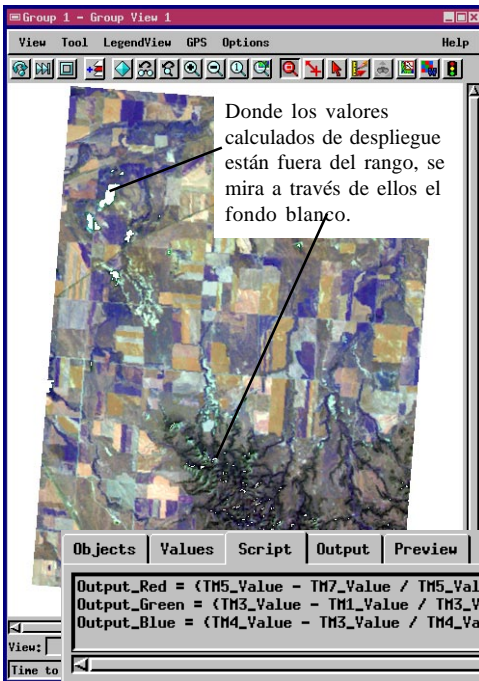 Group 1 - Group View 1
View Tool LegendView GPS Options Help
Donde los valores
calculados de despliegue
están fuera del rango, se
mira a través de ellos el
fondo blanco.
Objects Values Script Output Preview
Output_Red = (TM5_Value - TM7_Value / TM5_Val
Output_Green = (TM3_Value - TM1_Value / TM3_V
Output_Blue = (TM4_Value - TM3_Value / TM4_Va
View:
Time to